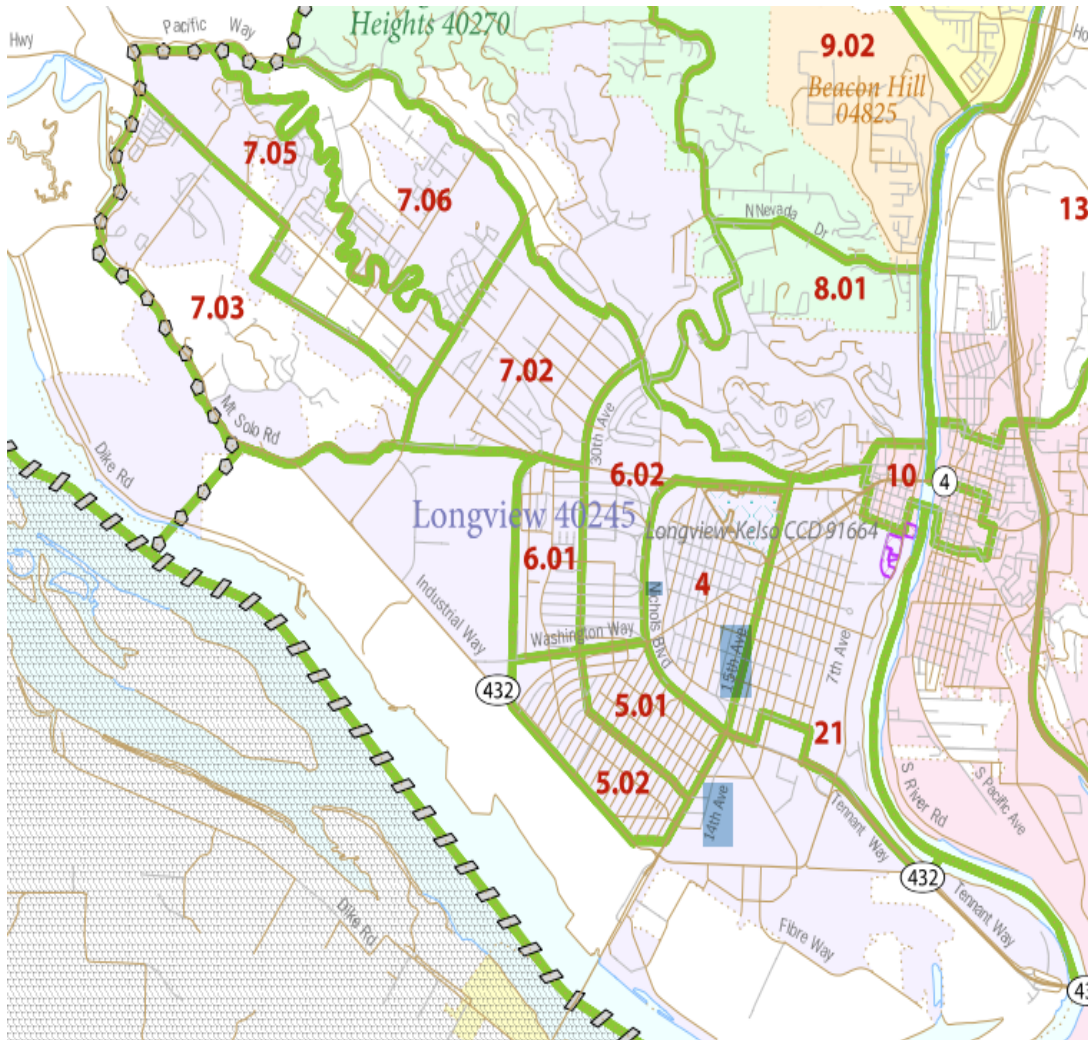 Heights 40270
Pacific Way
Hwy
9.02
Beacon Hill
04825
7.05
7.06
N Nevada Dr
13
8.01
7.03
7.02
Mt Solo Rd
30th Ave
Dike Rd
6.02
10
4
Longview 40245
Longview-Kelso CCD 91664
6.01
4
Industrial Way
Nichols Blvd
Washington Way
15th Ave
7th Ave
432
5.01
21
5.02
14th Ave
S River Rd
S Pacific Ave
Tennant Way
432
Tennant Way
Dike Rd
Fibre Way